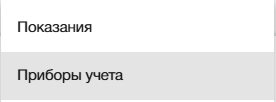 Показания
Приборы учета